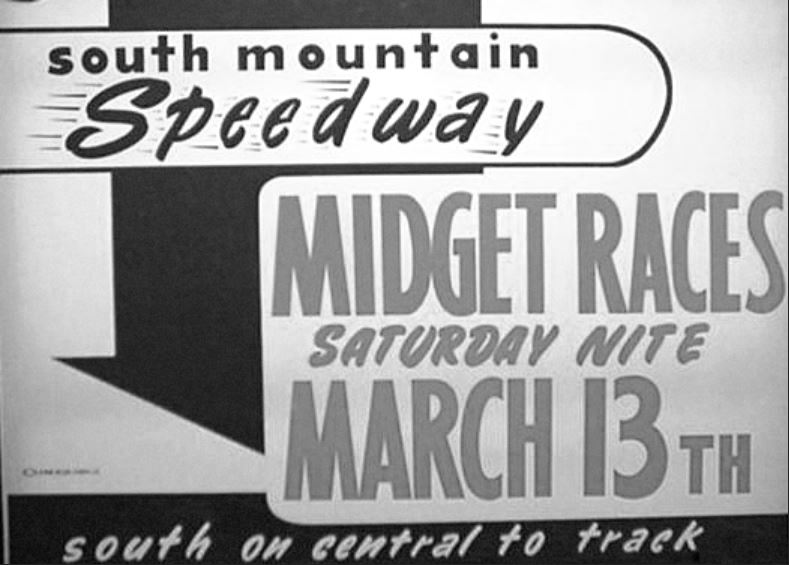 south mountain
Speedway
MIDGET RACES
SATURDAY NITE
MARCH 13TH
south on central to track